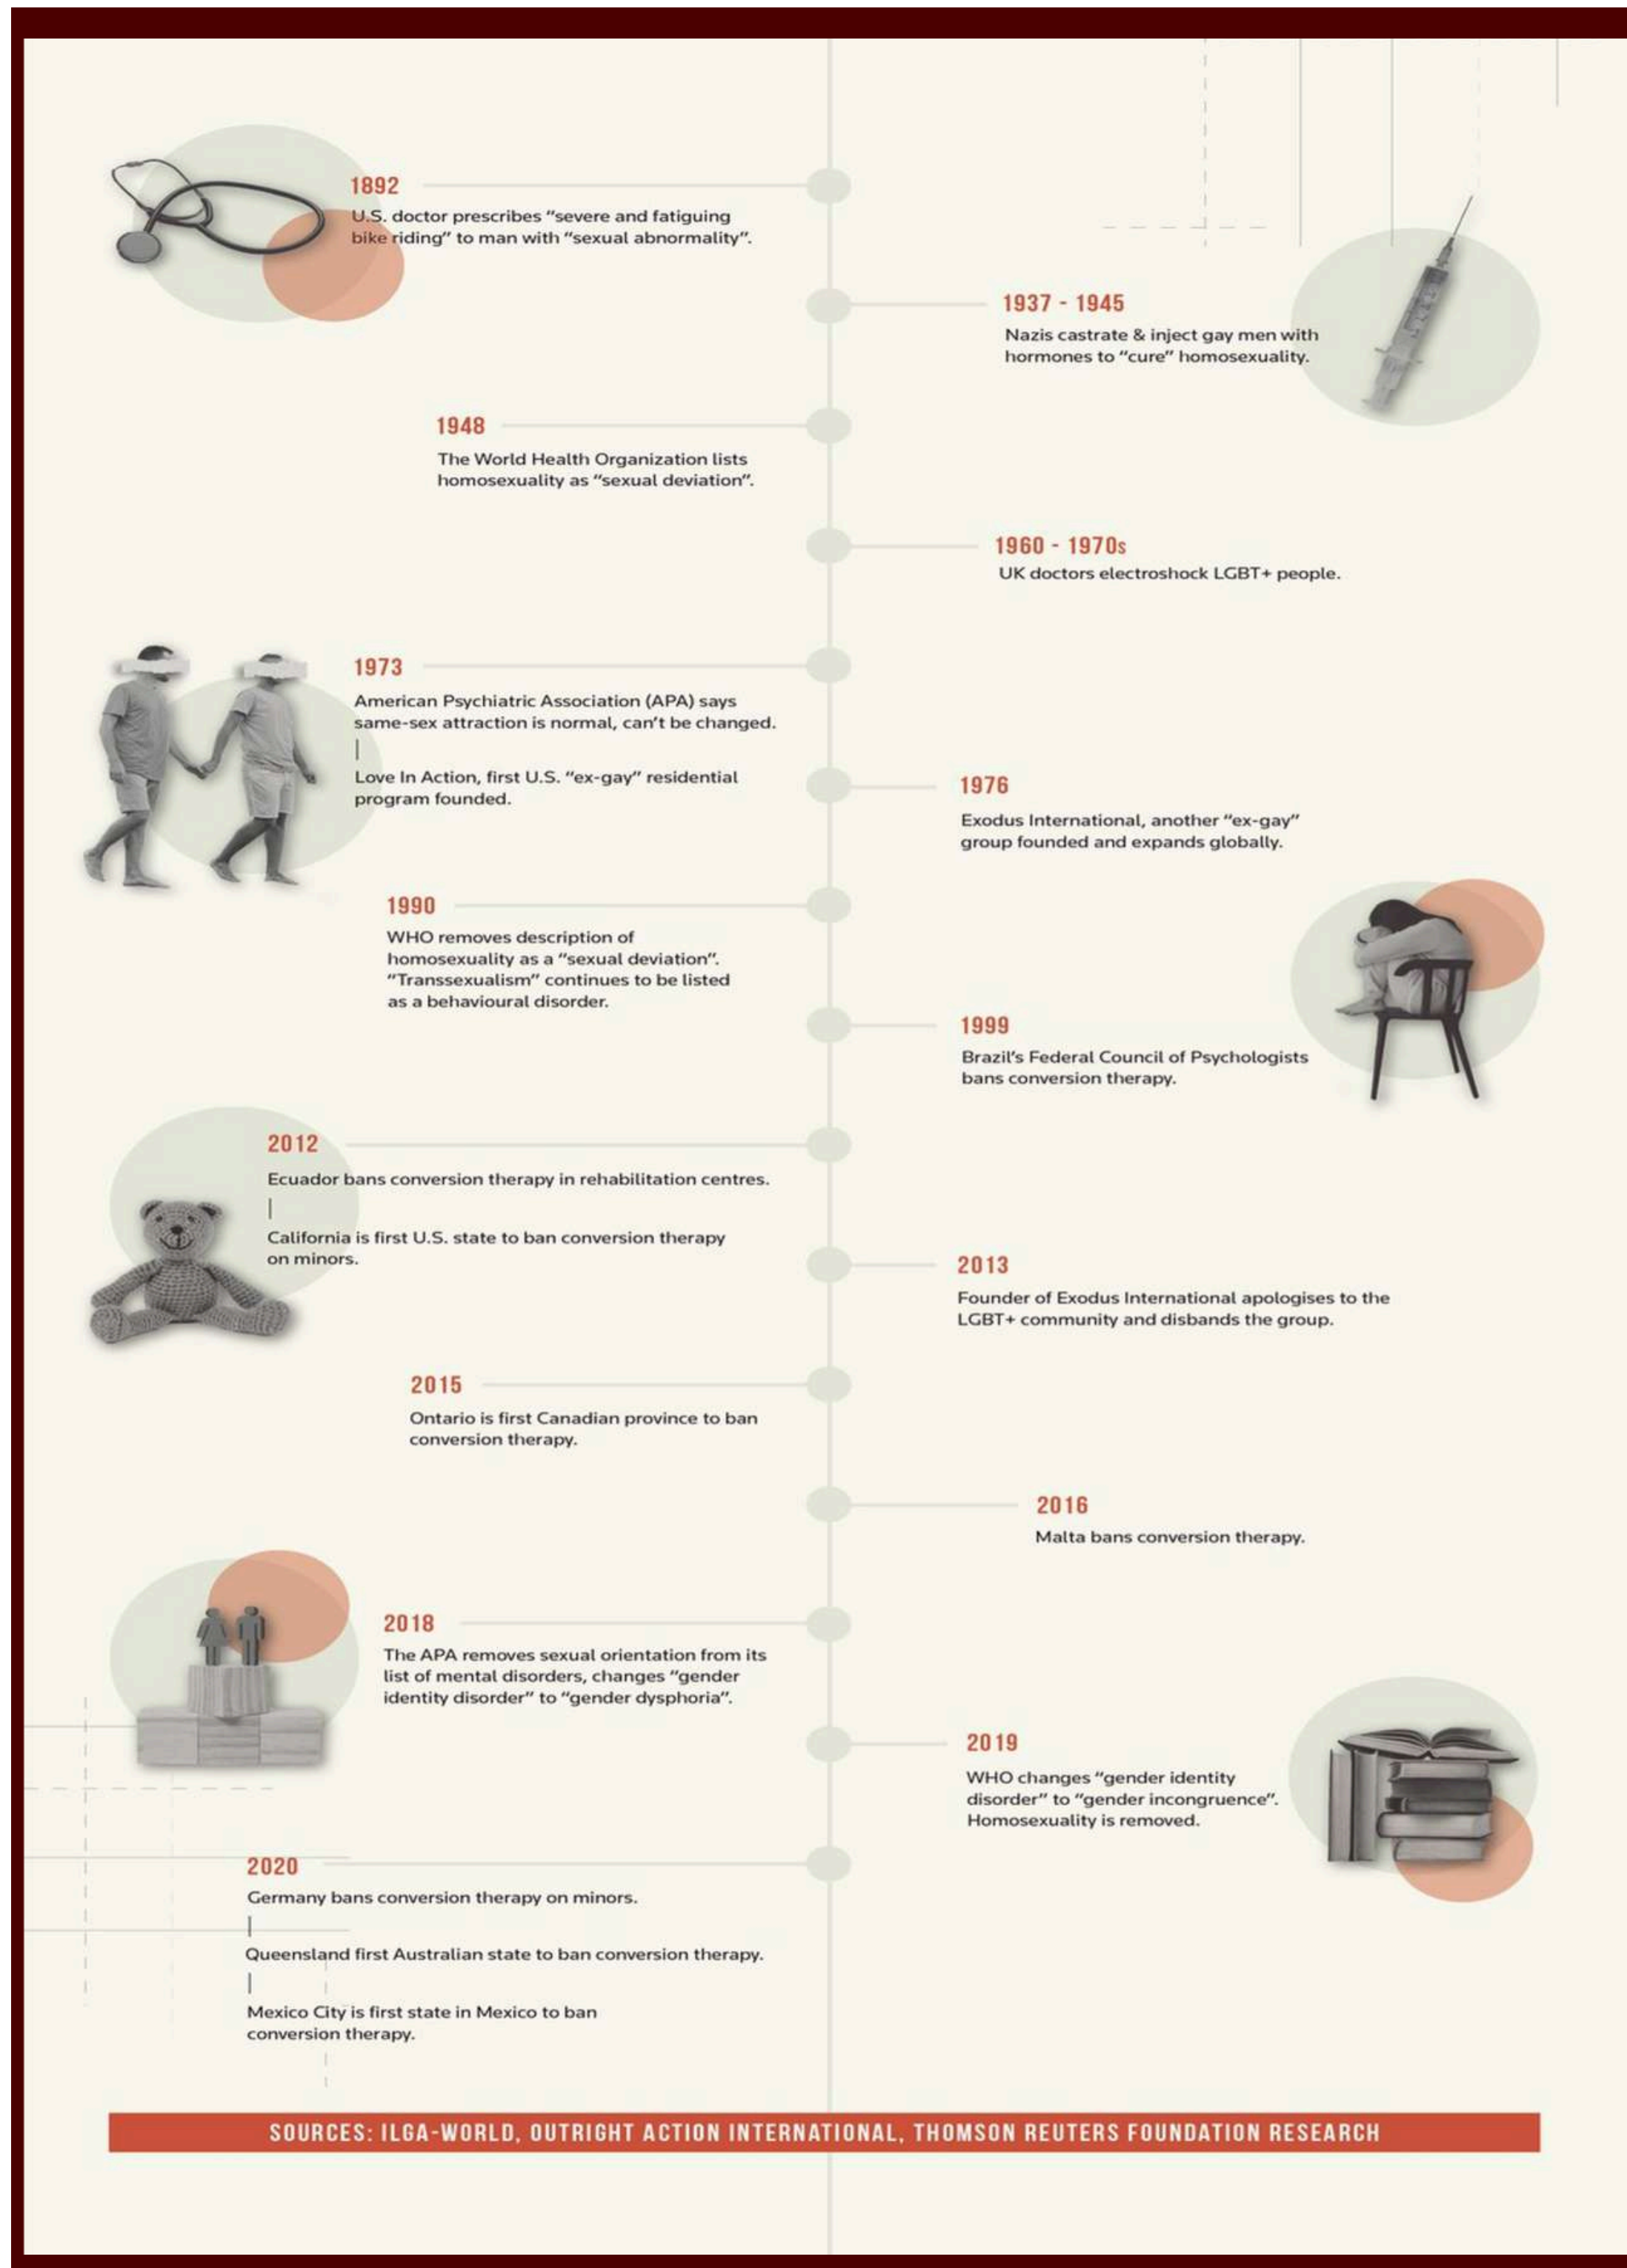 1892
U.S. doctor prescribes “severe and fatiguing
bike riding” to man with “sexual abnormality”.
1937 - 1945
Nazis castrate & inject gay men with
hormones to “cure” homosexuality.
1948
The World Health Organization lists
homosexuality as “sexual deviation”.
1960 - 1970s
UK doctors electroshock LGBT+ people.
1973
American Psychiatric Association (APA) says
same-sex attraction is normal, can’t be changed.
Love In Action, first U.S. “ex-gay” residential
program founded.
1976
Exodus International, another “ex-gay”
group founded and expands globally.
1990
WHO removes description of
homosexuality as a “sexual deviation”.
“Transsexualism” continues to be listed
as a behavioural disorder.
1999
Brazil’s Federal Council of Psychologists
bans conversion therapy.
2012
Ecuador bans conversion therapy in rehabilitation centres.
California is first U.S. state to ban conversion therapy
on minors.
2013
Founder of Exodus International apologises to the
LGBT+ community and disbands the group.
2015
Ontario is first Canadian province to ban
conversion therapy.
2016
Malta bans conversion therapy.
2018
The APA removes sexual orientation from its
list of mental disorders, changes “gender
identity disorder” to “gender dysphoria”.
2019
WHO changes “gender identity
disorder” to “gender incongruence”.
Homosexuality is removed.
2020
Germany bans conversion therapy on minors.
Queensland first Australian state to ban conversion therapy.
Mexico City is first state in Mexico to ban
conversion therapy.
SOURCES: ILGA-WORLD, OUTRIGHT ACTION INTERNATIONAL, THOMSON REUTERS FOUNDATION RESEARCH